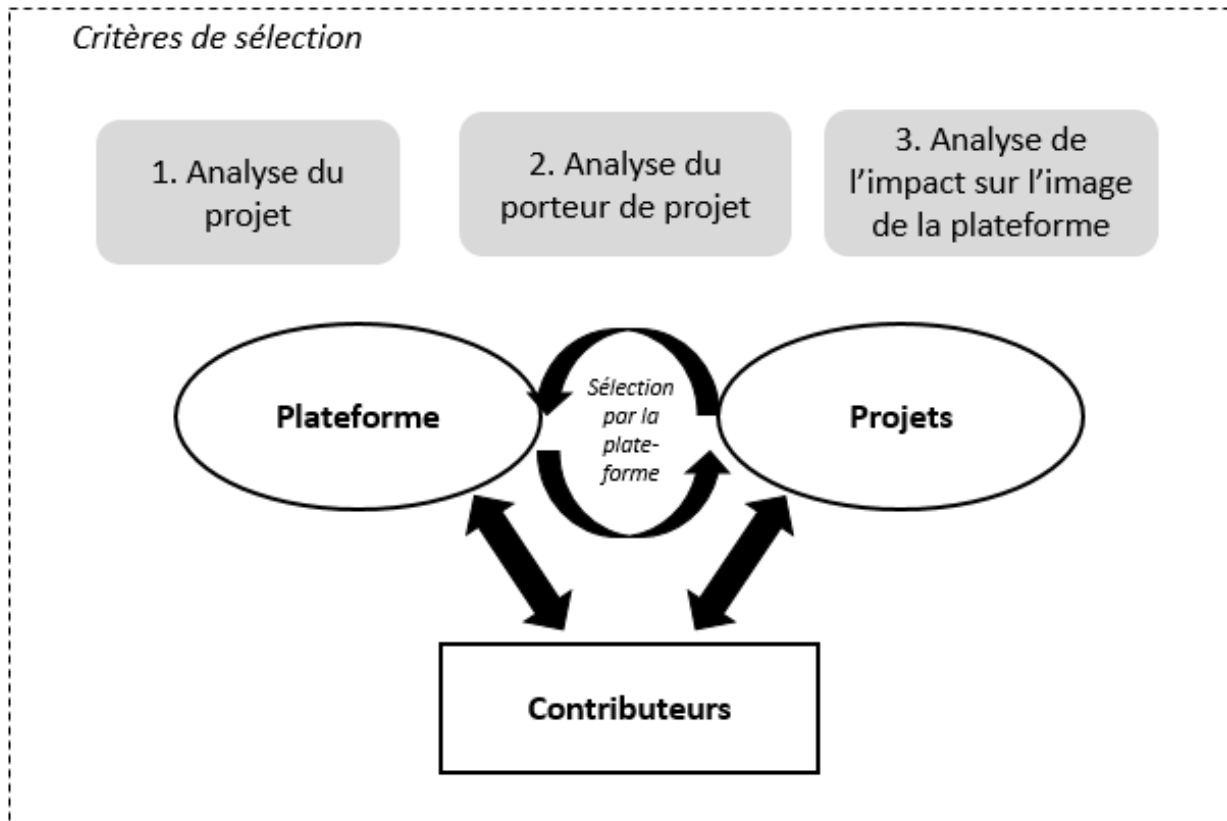 Critères de sélection
1. Analyse du
projet
2. Analyse du
porteur de projet
3. Analyse de
l’impact sur l’image
de la plateforme
Plateforme
Sélection
par la
plate-
forme
Projets
Contributeurs